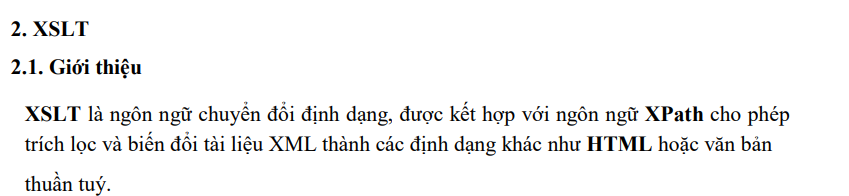 2. XSLT
2.1. Giới thiệu
XSLT là ngôn ngữ chuyển đổi định dạng, được kết hợp với ngôn ngữ XPath cho phép
trích lọc và biến đổi tài liệu XML thành các định dạng khác như HTML hoặc văn bản
thuần tuý.